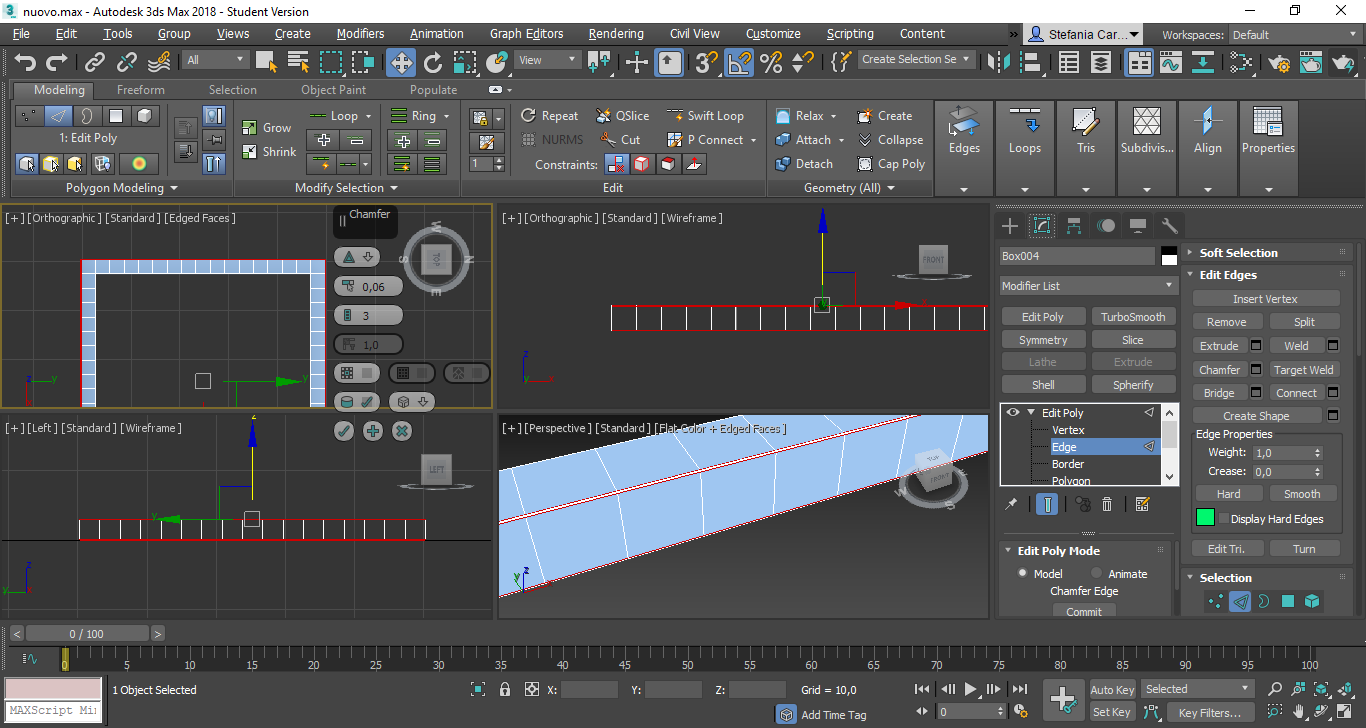 nuovo.max - Autodesk 3ds Max 2018 - Student Version
File Edit Tools Group Views Create Modifiers Animation Graph Editors Rendering Civil View Customize Scripting Content » Stefania Car... Workspaces: Default
All View Create Selection Se
Modeling Freeform Selection Object Paint Populate
1: Edit Poly
Polygon Modeling
Grow
Shrink
Loop Ring
Modify Selection
1
Repeat QSlice Swift Loop
NURMS Cut P Connect
Constraints:
Edit
Relax Create
Attach Collapse
Detach Cap Poly
Geometry (All)
Edges Loops Tris Subdivis... Align Properties
[+] [Orthographic] [Standard] [Edged Faces]
Chamfer
0,06
3
1,0
W
S TOP N
E
z y
y
[+] [Orthographic] [Standard] [Wireframe]
FRONT
z
y
[+] [Left] [Standard] [Wireframe]
z
LEFT
y
z
y
[+] [Perspective] [Standard] [Flat Color + Edged Faces]
TOP
FRONT
W
S
z
y
Box004
Modifier List
Edit Poly TurboSmooth
Symmetry Slice
Lathe Extrude
Shell Spherify
Edit Poly
Vertex
Edge
Border
Polygon
Edit Poly Mode
Model Animate
Chamfer Edge
Commit
Soft Selection
Edit Edges
Insert Vertex
Remove Split
Extrude Weld
Chamfer Target Weld
Bridge Connect
Create Shape
Edge Properties
Weight: 1,0
Crease: 0,0
Hard Smooth
Display Hard Edges
Edit Tri. Turn
Selection
< 0 / 100 >
0 5 10 15 20 25 30 35 40 45 50 55 60 65 70 75 80 85 90 95 100
1 Object Selected
X: Y: Z: Grid = 10,0
Auto Key Selected
MAXScript Mi
Add Time Tag
0
Set Key Key Filters...